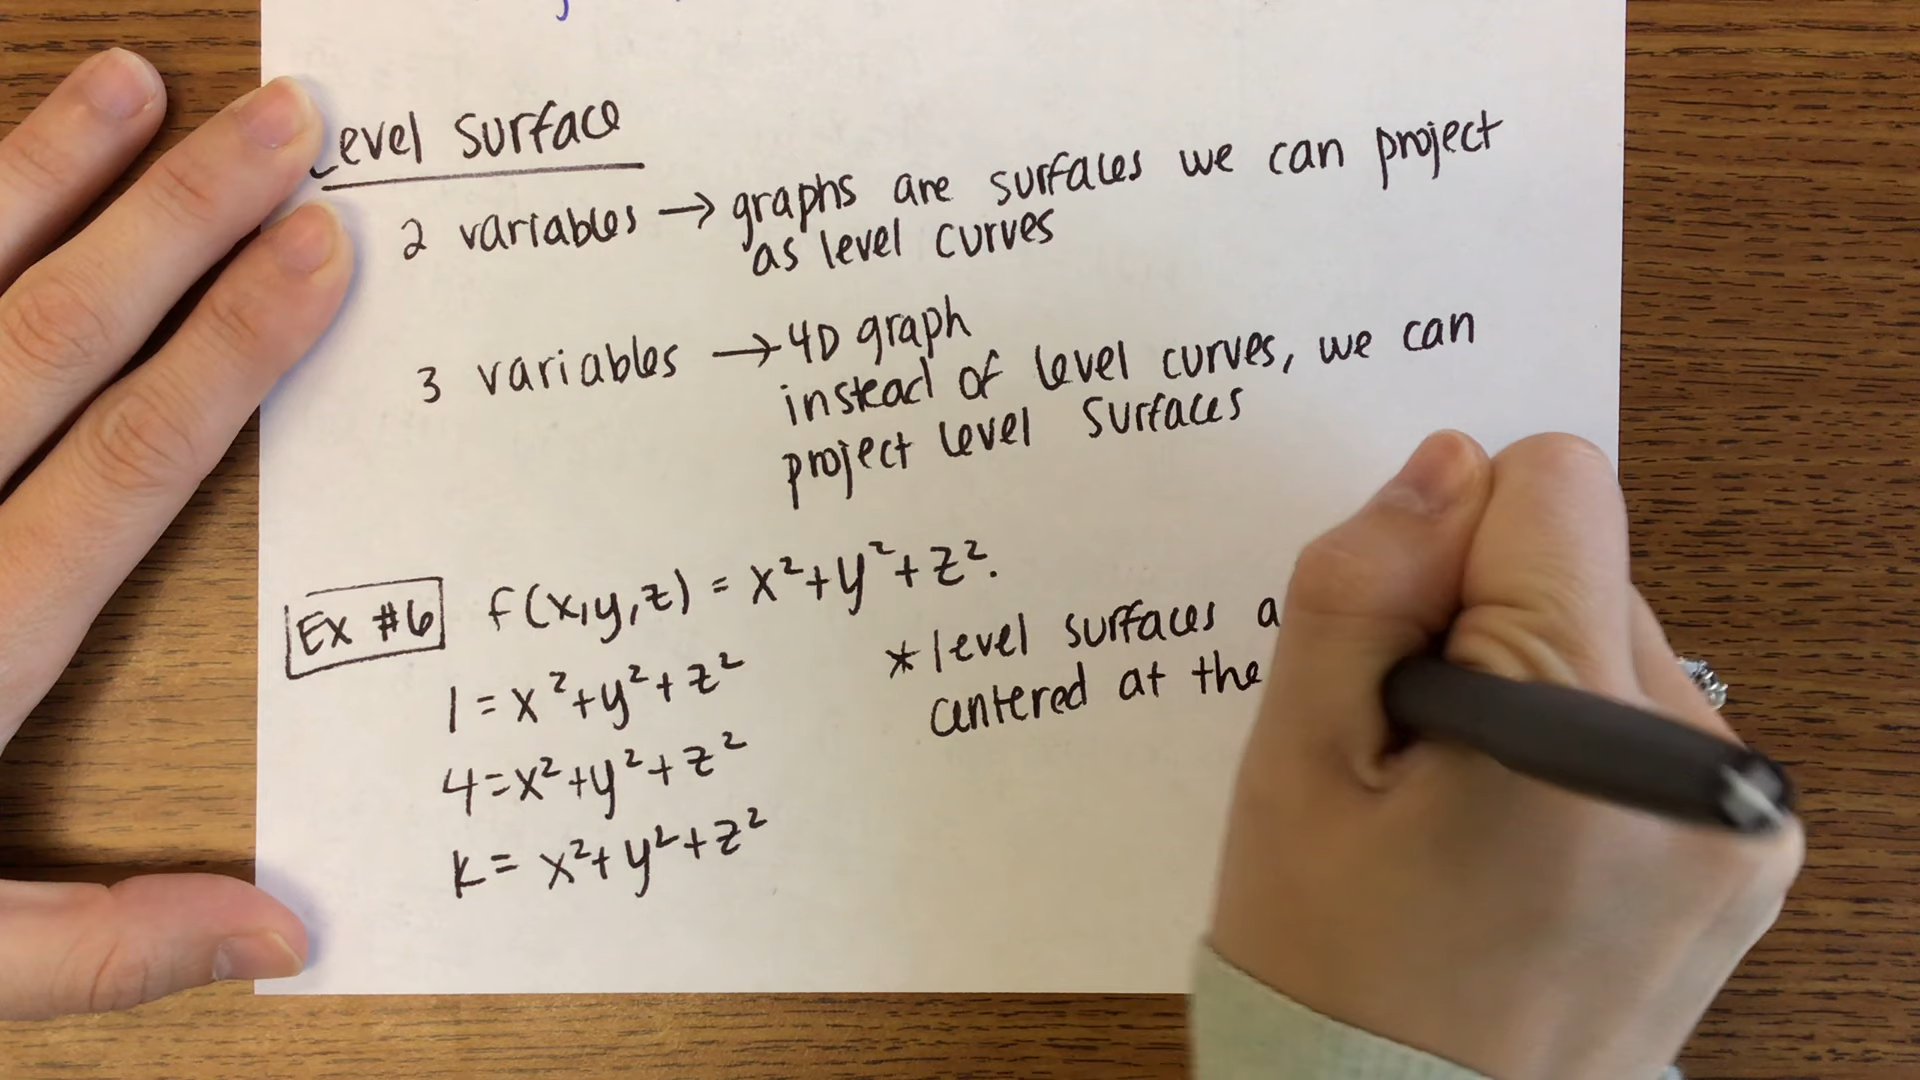 Level Surface
2 variables → graphs are surfaces we can project
as level curves
3 variables → 4D graph
instead of level curves, we can
project level surfaces
Ex #6 f(x,y,z) = x²+y²+z².
1 = x²+y²+z²
* level surfaces a
centered at the
4=x²+y²+z²
k = x²+y²+z²